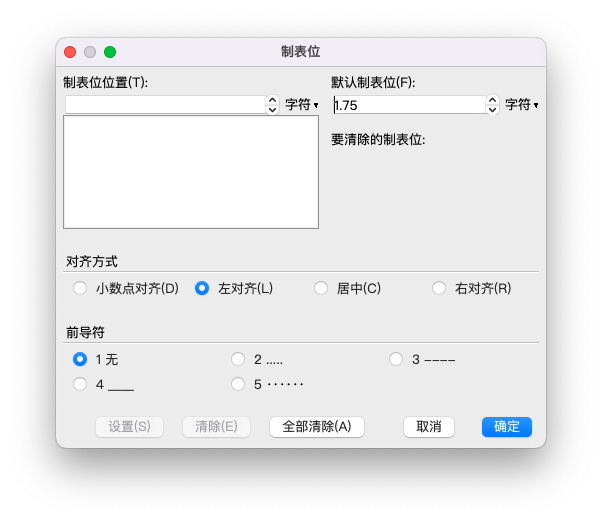 制表位
制表位位置(T):
默认制表位(F):
字符
1.75
字符
要清除的制表位:
对齐方式
小数点对齐(D)
左对齐(L)
居中(C)
右对齐(R)
前导符
1 无
2 .....
3 ----
4 ____
5 ······
设置(S)
清除(E)
全部清除(A)
取消
确定